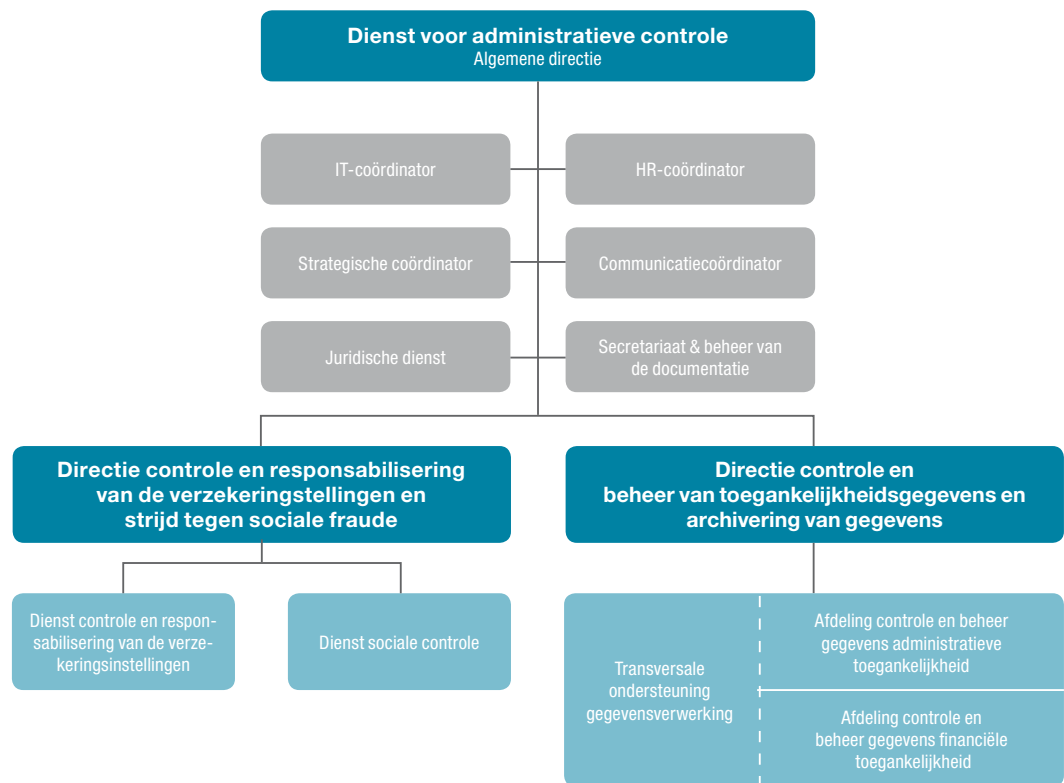 Dienst voor administratieve controle
Algemene directie
IT-coördinator
HR-coördinator
Strategische coördinator
Communicatiecoördinator
Juridische dienst
Secretariaat & beheer van
de documentatie
Directie controle en responsabilisering
van de verzekeringstellingen en
strijd tegen sociale fraude
Directie controle en
beheer van toegankelijkheidsgegevens en
archivering van gegevens
Dienst controle en respon-
sabilisering van de verze-
keringsinstellingen
Dienst sociale controle
Transversale
ondersteuning
gegevensverwerking
Afdeling controle en beheer
gegevens administratieve
toegankelijkheid
Afdeling controle en
beheer gegevens financiële
toegankelijkheid